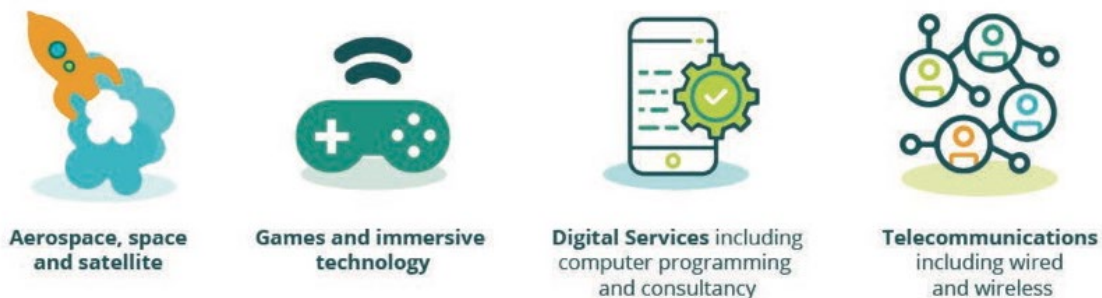 Aerospace, space
and satellite
Games and immersive
technology
Digital Services including
computer programming
and consultancy
Telecommunications
including wired
and wireless